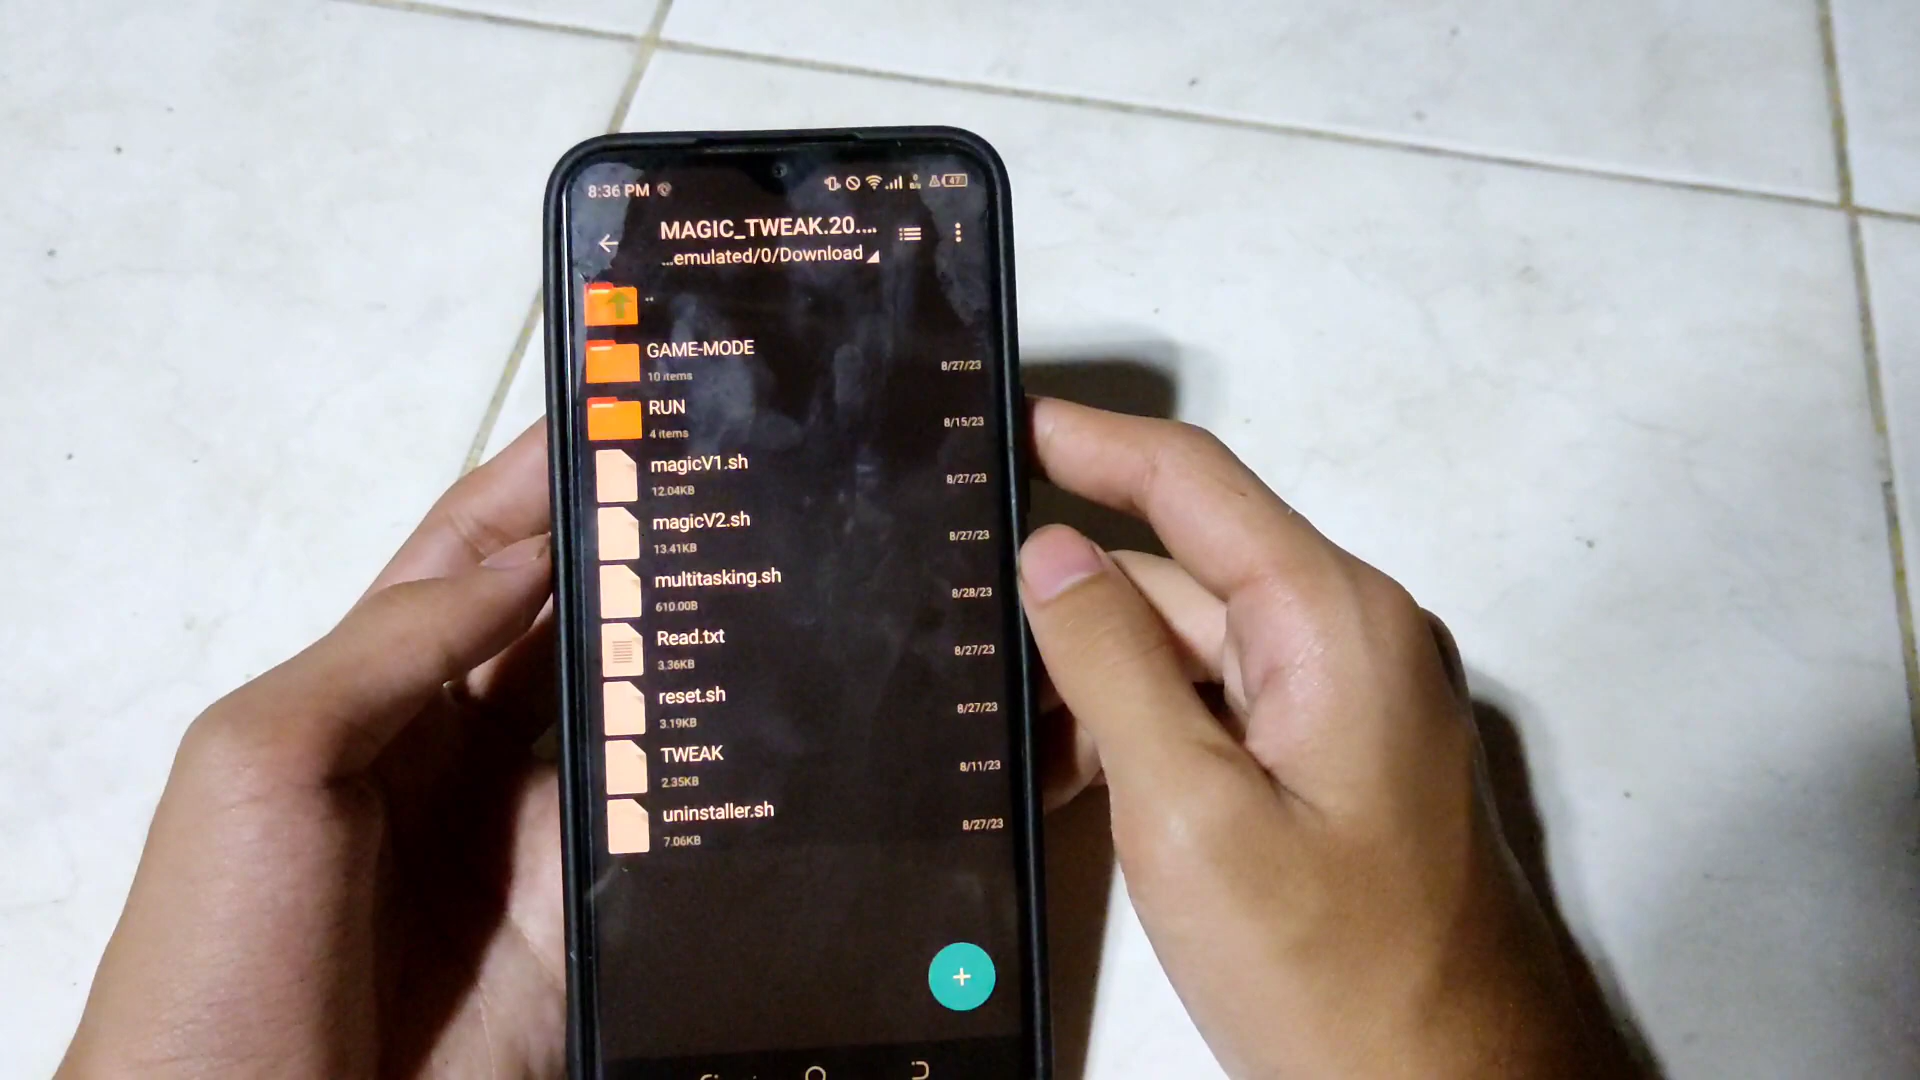 8:36 PM
47
MAGIC_TWEAK.20....
...emulated/0/Download
..
GAME-MODE
10 items
8/27/23
RUN
4 items
8/15/23
magicV1.sh
12.04KB
8/27/23
magicV2.sh
13.41KB
8/27/23
multitasking.sh
610.00B
8/28/23
Read.txt
3.36KB
8/27/23
reset.sh
3.19KB
8/27/23
TWEAK
2.35KB
8/11/23
uninstaller.sh
7.06KB
8/27/23
+